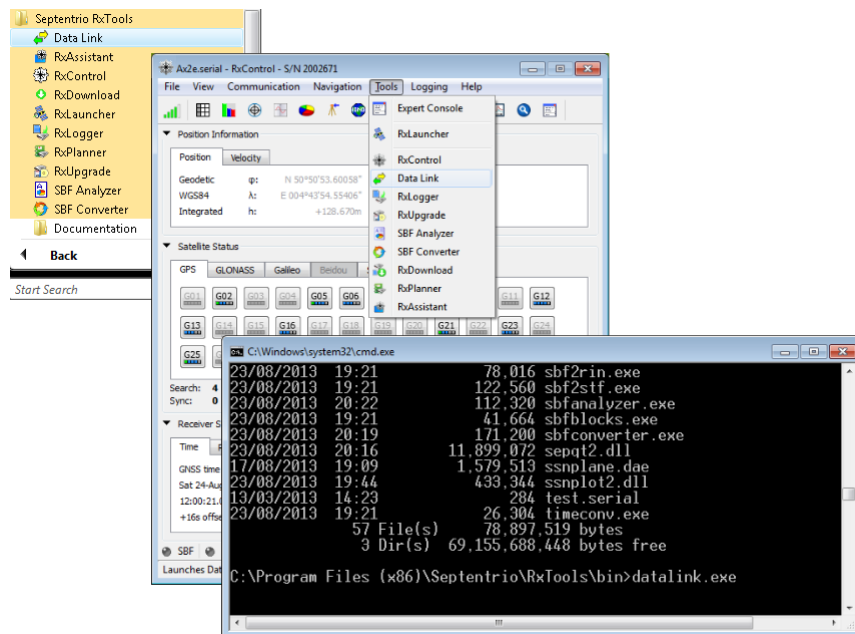 Septentrio RxTools
Data Link
RxAssistant
RxControl
RxDownload
RxLauncher
RxLogger
RxPlanner
RxUpgrade
SBF Analyzer
SBF Converter
Documentation
Back
Start Search
Ax2e.serial - RxControl - S/N 2002671
File View Communication Navigation Tools Logging Help
Expert Console
RxLauncher
RxControl
Data Link
RxLogger
RxUpgrade
SBF Analyzer
SBF Converter
RxDownload
RxPlanner
RxAssistant
Position Information
Position Velocity
Geodetic φ: N 50°50'53.60058"
WGS84 λ: E 004°43'54.55406"
Integrated h: +128.670m
Satellite Status
GPS GLONASS Galileo Beidou
G01 G02 G03 G04 G05 G06 G11 G12
G13 G14 G15 G16 G17 G18 G19 G20 G21 G22 G23 G24
G25
Search: 4
Sync: 0
Receiver S
Time
GNSS time
Sat 24-Aug
12:00:21.
+16s offse
SBF
Launches Dat
C:\Windows\system32\cmd.exe
23/08/2013 19:21 78,016 sbf2rin.exe
23/08/2013 19:21 122,560 sbf2stf.exe
23/08/2013 20:22 112,320 sbfanalyzer.exe
23/08/2013 19:21 41,664 sbfblocks.exe
23/08/2013 20:19 171,200 sbfconverter.exe
23/08/2013 20:16 11,899,072 sepqt2.dll
17/08/2013 19:09 1,579,513 ssnplane.dae
23/08/2013 19:44 433,344 ssnplot2.dll
13/03/2013 14:23 284 test.serial
23/08/2013 19:21 26,304 timeconv.exe
57 File(s) 78,897,519 bytes
3 Dir(s) 69,155,688,448 bytes free
C:\Program Files (x86)\Septentrio\RxTools\bin>datalink.exe